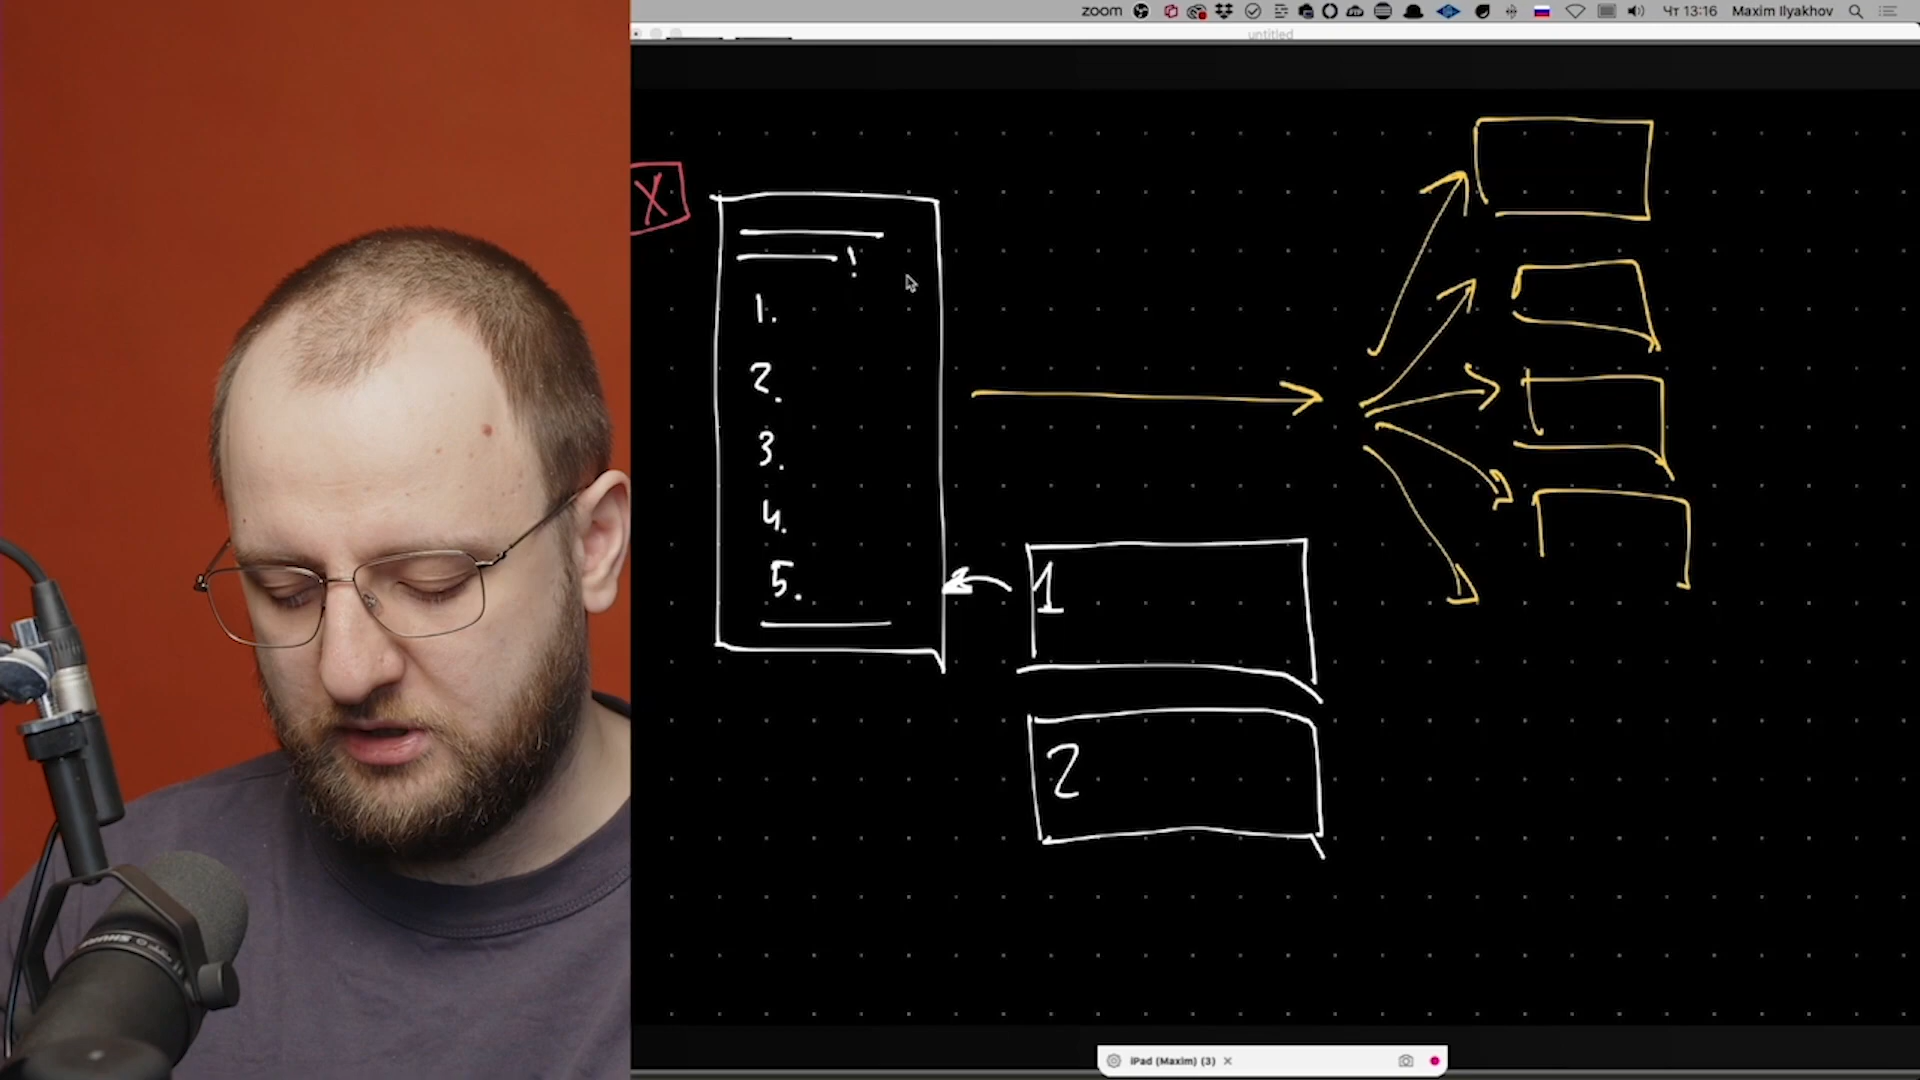 zoom Чт 13:16 Maxim Ilyakhov
untitled
X
!
1.
2.
3.
4.
5.
1
2
iPad (Maxim) (3) ×
SHURE